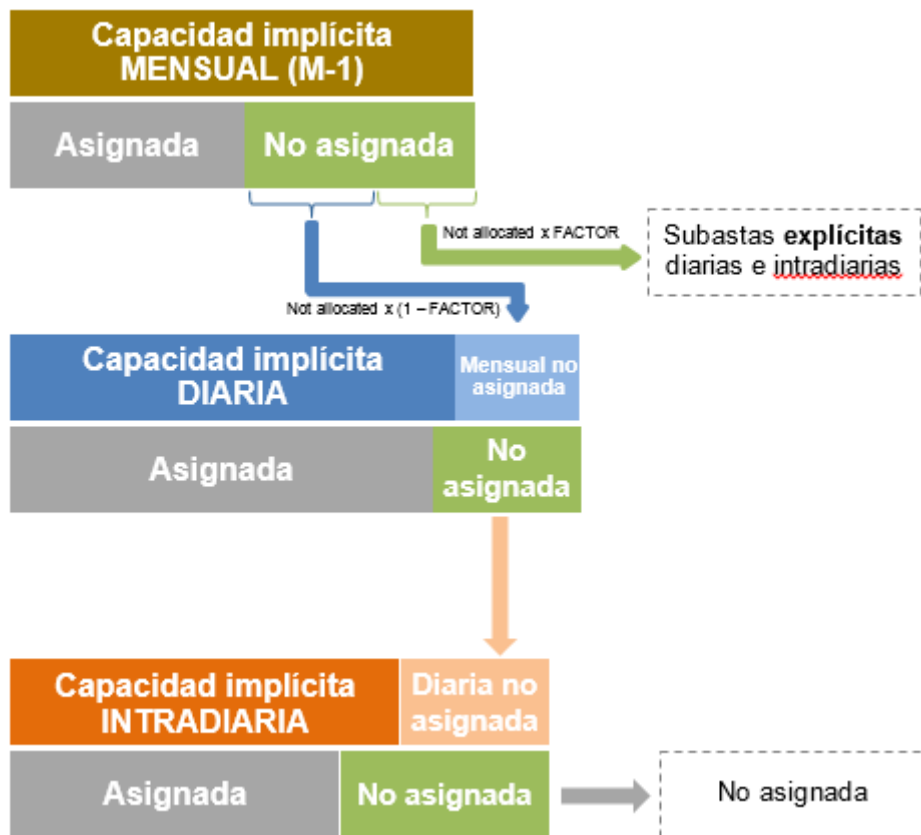 Capacidad implícita
MENSUAL (M-1)
Asignada
No asignada
Not allocated x FACTOR
Subastas explícitas
diarias e intradiarias
Not allocated x (1 – FACTOR)
Capacidad implícita
DIARIA
Mensual no
asignada
Asignada
No
asignada
Capacidad implícita
INTRADIARIA
Diaria no
asignada
Asignada
No asignada
No asignada